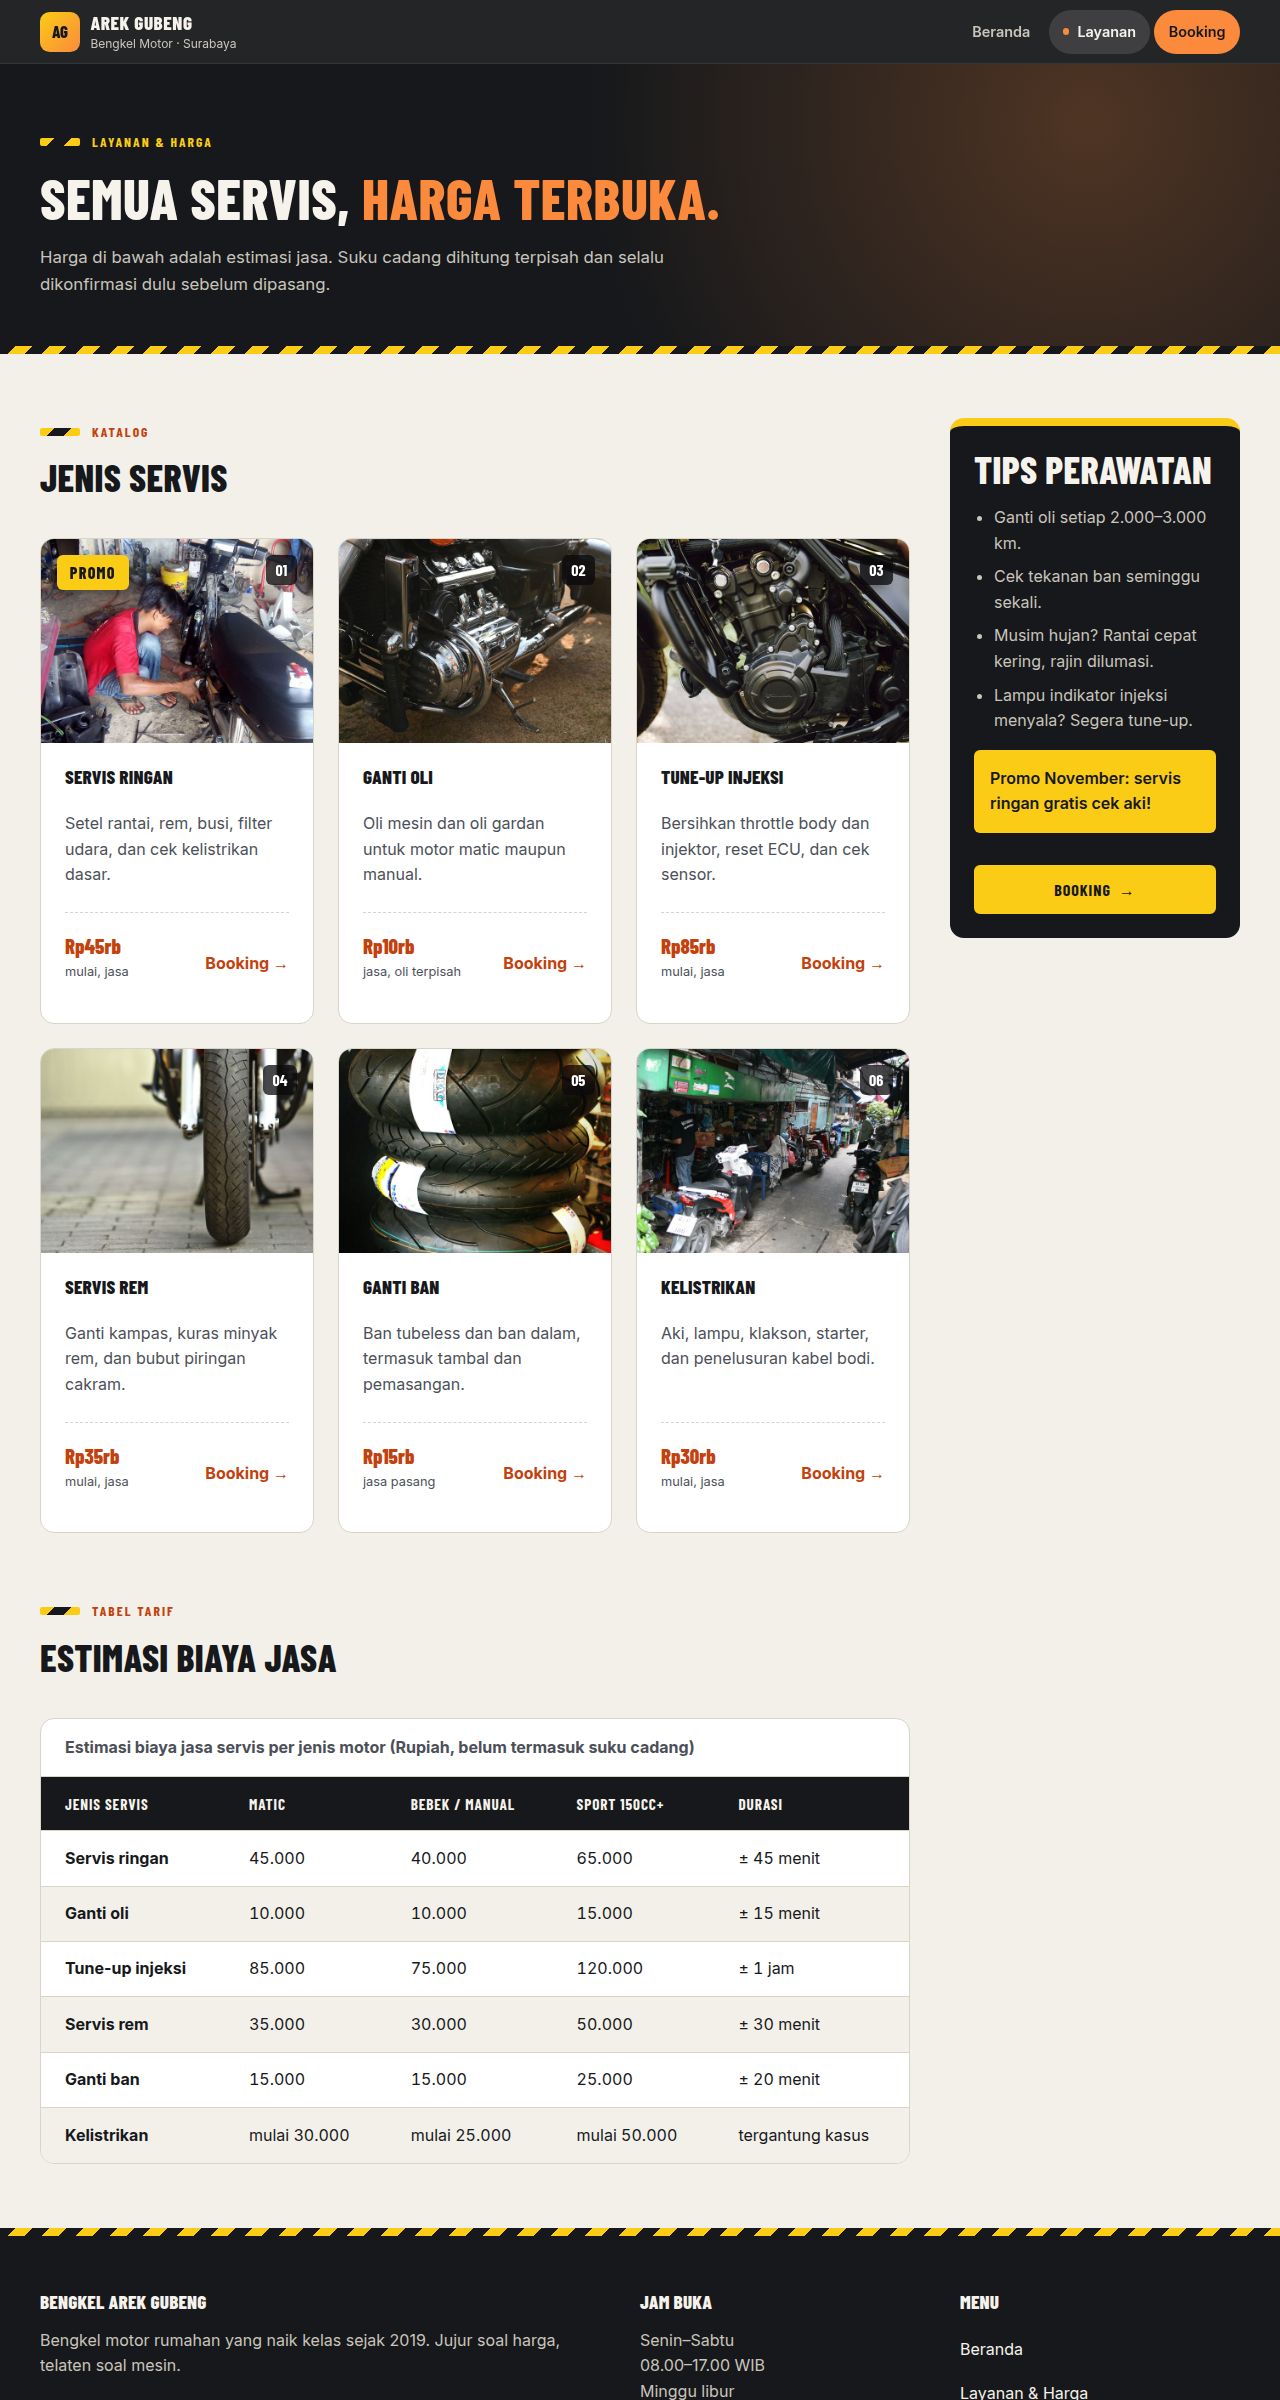 AG
AREK GUBENG
Bengkel Motor · Surabaya
Beranda
Layanan
Booking
LAYANAN & HARGA
SEMUA SERVIS, HARGA TERBUKA.
Harga di bawah adalah estimasi jasa. Suku cadang dihitung terpisah dan selalu
dikonfirmasi dulu sebelum dipasang.
KATALOG
JENIS SERVIS
PROMO
01
02
03
SERVIS RINGAN
Setel rantai, rem, busi, filter
udara, dan cek kelistrikan
dasar.
Rp45rb
mulai, jasa
Booking →
GANTI OLI
Oli mesin dan oli gardan
untuk motor matic maupun
manual.
Rp10rb
jasa, oli terpisah
Booking →
TUNE-UP INJEKSI
Bersihkan throttle body dan
injektor, reset ECU, dan cek
sensor.
Rp85rb
mulai, jasa
Booking →
04
05
06
SERVIS REM
Ganti kampas, kuras minyak
rem, dan bubut piringan
cakram.
Rp35rb
mulai, jasa
Booking →
GANTI BAN
Ban tubeless dan ban dalam,
termasuk tambal dan
pemasangan.
Rp15rb
jasa pasang
Booking →
KELISTRIKAN
Aki, lampu, klakson, starter,
dan penelusuran kabel bodi.
Rp30rb
mulai, jasa
Booking →
TABEL TARIF
ESTIMASI BIAYA JASA
Estimasi biaya jasa servis per jenis motor (Rupiah, belum termasuk suku cadang)
JENIS SERVIS MATIC BEBEK / MANUAL SPORT 150CC+ DURASI
Servis ringan 45.000 40.000 65.000 ± 45 menit
Ganti oli 10.000 10.000 15.000 ± 15 menit
Tune-up injeksi 85.000 75.000 120.000 ± 1 jam
Servis rem 35.000 30.000 50.000 ± 30 menit
Ganti ban 15.000 15.000 25.000 ± 20 menit
Kelistrikan mulai 30.000 mulai 25.000 mulai 50.000 tergantung kasus
TIPS PERAWATAN
• Ganti oli setiap 2.000–3.000
km.
• Cek tekanan ban seminggu
sekali.
• Musim hujan? Rantai cepat
kering, rajin dilumasi.
• Lampu indikator injeksi
menyala? Segera tune-up.
Promo November: servis
ringan gratis cek aki!
BOOKING →
BENGKEL AREK GUBENG
Bengkel motor rumahan yang naik kelas sejak 2019. Jujur soal harga,
telaten soal mesin.
JAM BUKA
Senin–Sabtu
08.00–17.00 WIB
Minggu libur
MENU
Beranda
Layanan & Harga